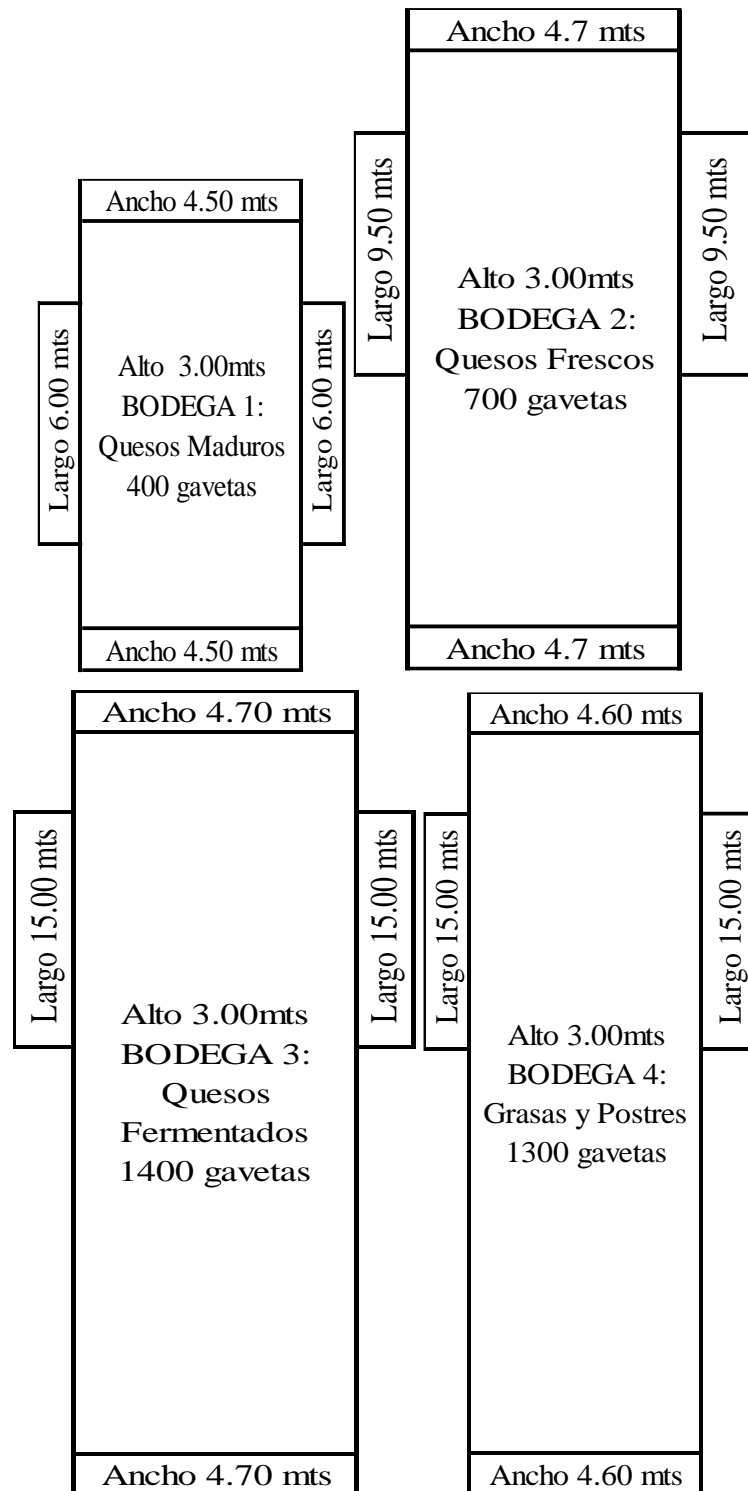 Ancho 4.50 mts
Largo 6.00 mts
Alto 3.00mts
BODEGA 1:
Quesos Maduros
400 gavetas
Largo 6.00 mts
Ancho 4.50 mts
Ancho 4.7 mts
Largo 9.50 mts
Alto 3.00mts
BODEGA 2:
Quesos Frescos
700 gavetas
Largo 9.50 mts
Ancho 4.7 mts
Ancho 4.70 mts
Largo 15.00 mts
Alto 3.00mts
BODEGA 3:
Quesos
Fermentados
1400 gavetas
Largo 15.00 mts
Ancho 4.70 mts
Ancho 4.60 mts
Largo 15.00 mts
Alto 3.00mts
BODEGA 4:
Grasas y Postres
1300 gavetas
Largo 15.00 mts
Ancho 4.60 mts